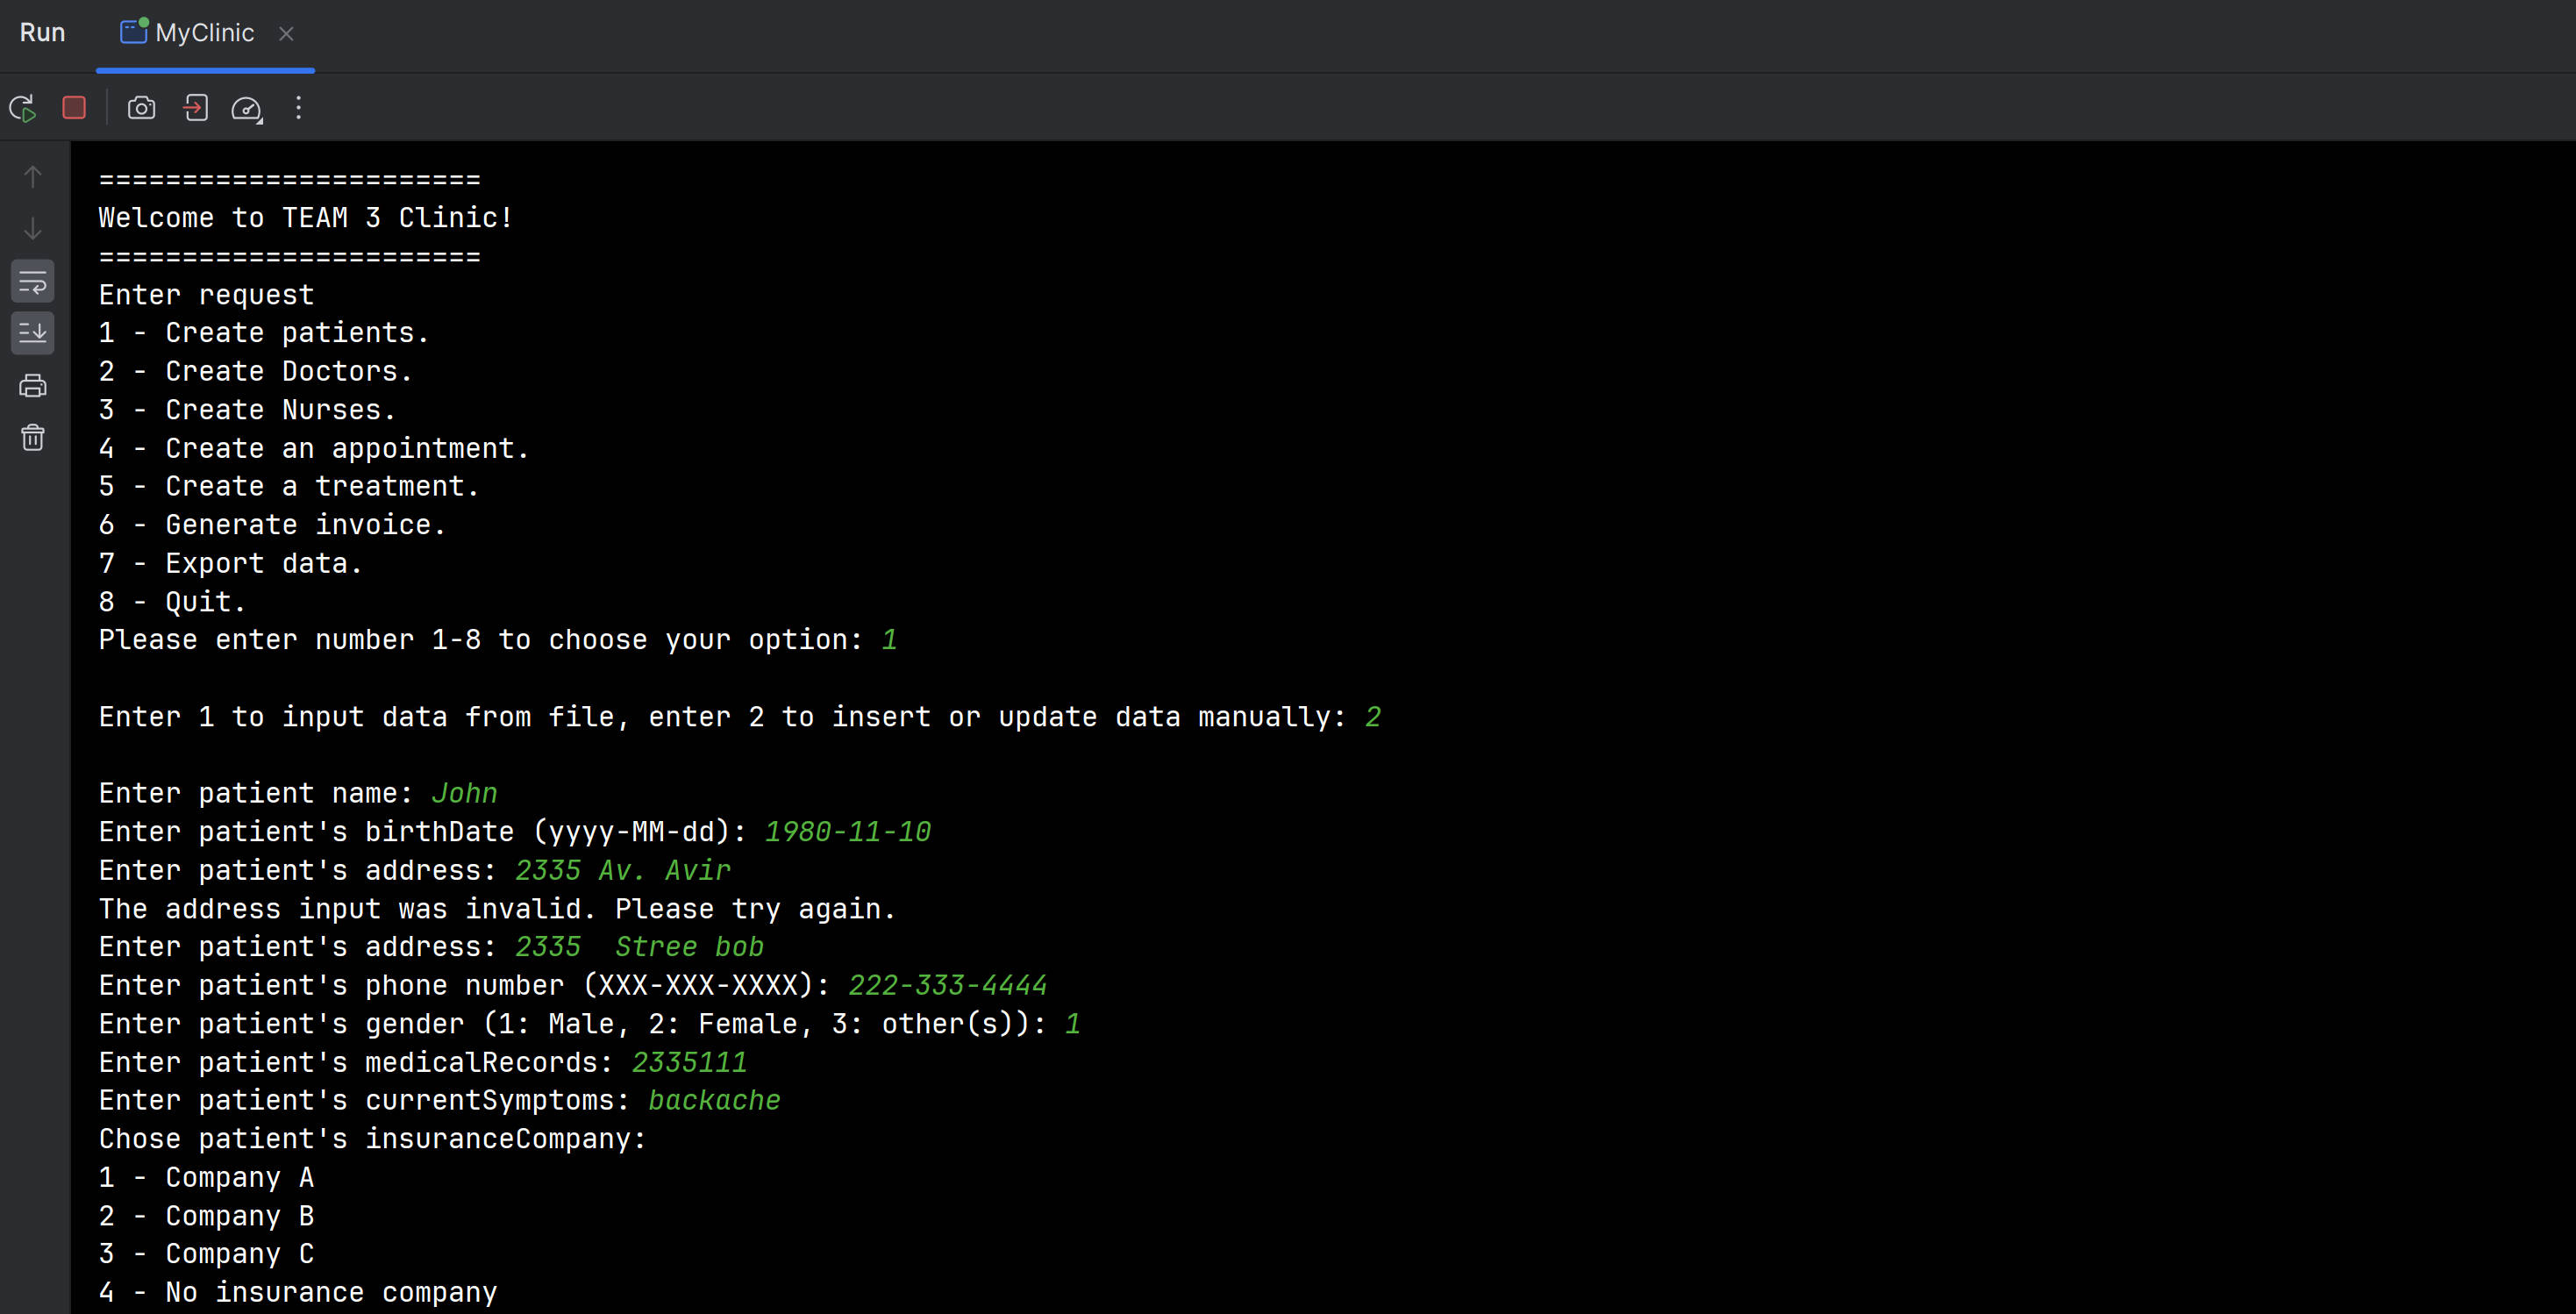 Run MyClinic
=======================
Welcome to TEAM 3 Clinic!
=======================
Enter request
1 - Create patients.
2 - Create Doctors.
3 - Create Nurses.
4 - Create an appointment.
5 - Create a treatment.
6 - Generate invoice.
7 - Export data.
8 - Quit.
Please enter number 1-8 to choose your option: 1
Enter 1 to input data from file, enter 2 to insert or update data manually: 2
Enter patient name: John
Enter patient's birthDate (yyyy-MM-dd): 1980-11-10
Enter patient's address: 2335 Av. Avir
The address input was invalid. Please try again.
Enter patient's address: 2335  Stree bob
Enter patient's phone number (XXX-XXX-XXXX): 222-333-4444
Enter patient's gender (1: Male, 2: Female, 3: other(s)): 1
Enter patient's medicalRecords: 2335111
Enter patient's currentSymptoms: backache
Chose patient's insuranceCompany:
1 - Company A
2 - Company B
3 - Company C
4 - No insurance company